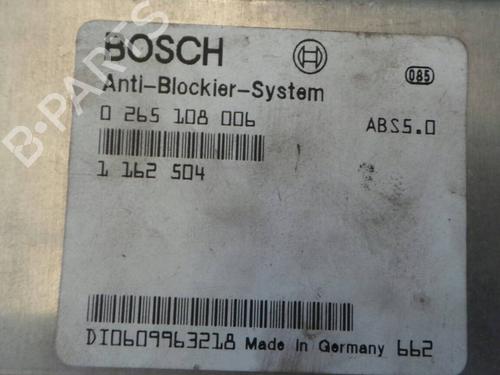 BOSCH
085
Anti-Blockier-System
0 265 108 006
ABS5.0
1 162 504
DI0609963218 Made in Germany 662
B-PARTS